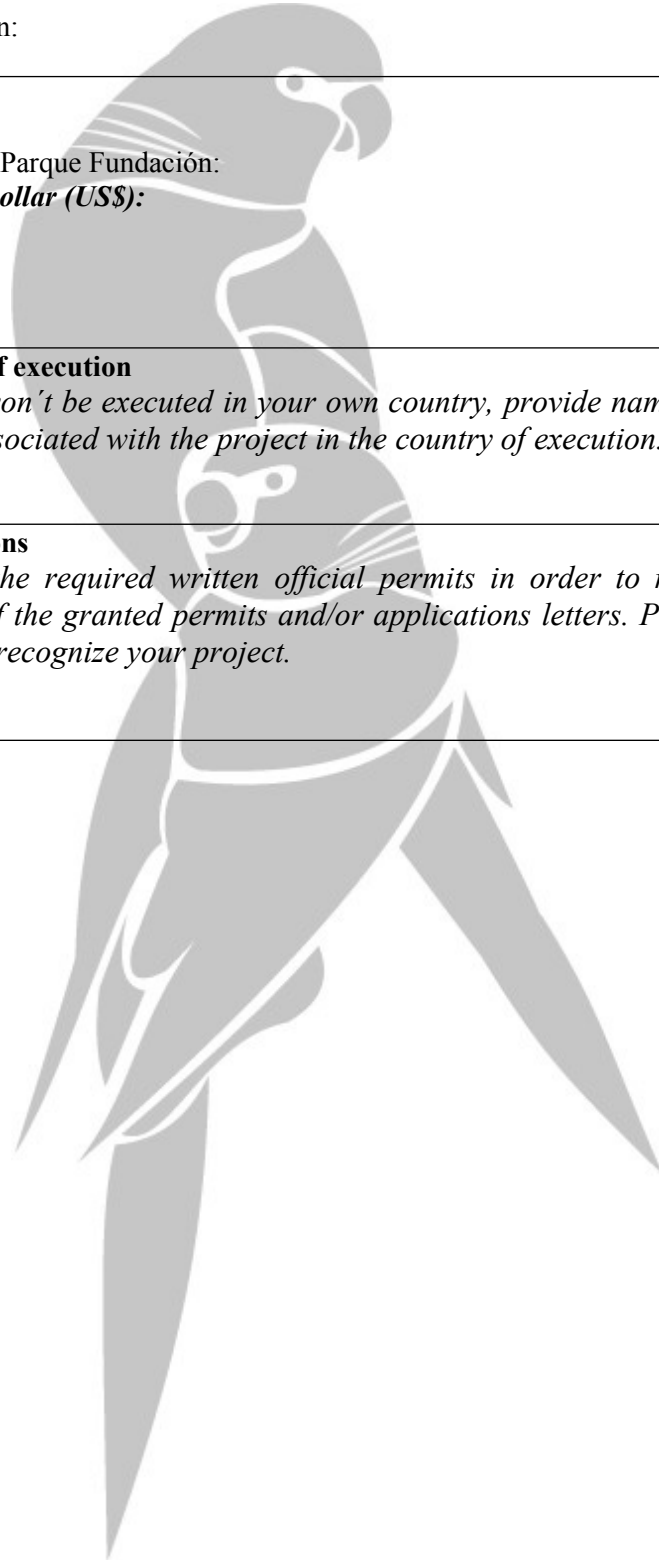 n:
Parque Fundación:
ollar (US$):
f execution
on´t be executed in your own country, provide nam
sociated with the project in the country of execution.
ns
he required written official permits in order to r
f the granted permits and/or applications letters. P
recognize your project.